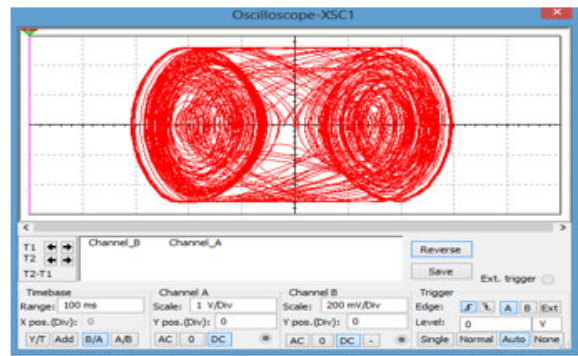 Oscilloscope-XSC1
T1 Channel_B Channel_A Reverse
T2
T2-T1 Save Ext. trigger
Timebase Channel A Channel B Trigger
Range: 100 ms Scale: 1 V/Div Scale: 200 mV/Div Edge: A B Ext
X pos.(Div): 0 Y pos.(Div): 0 Y pos.(Div): 0 Level: 0 V
Y/T Add B/A A/B AC 0 DC AC 0 DC - Single Normal Auto None